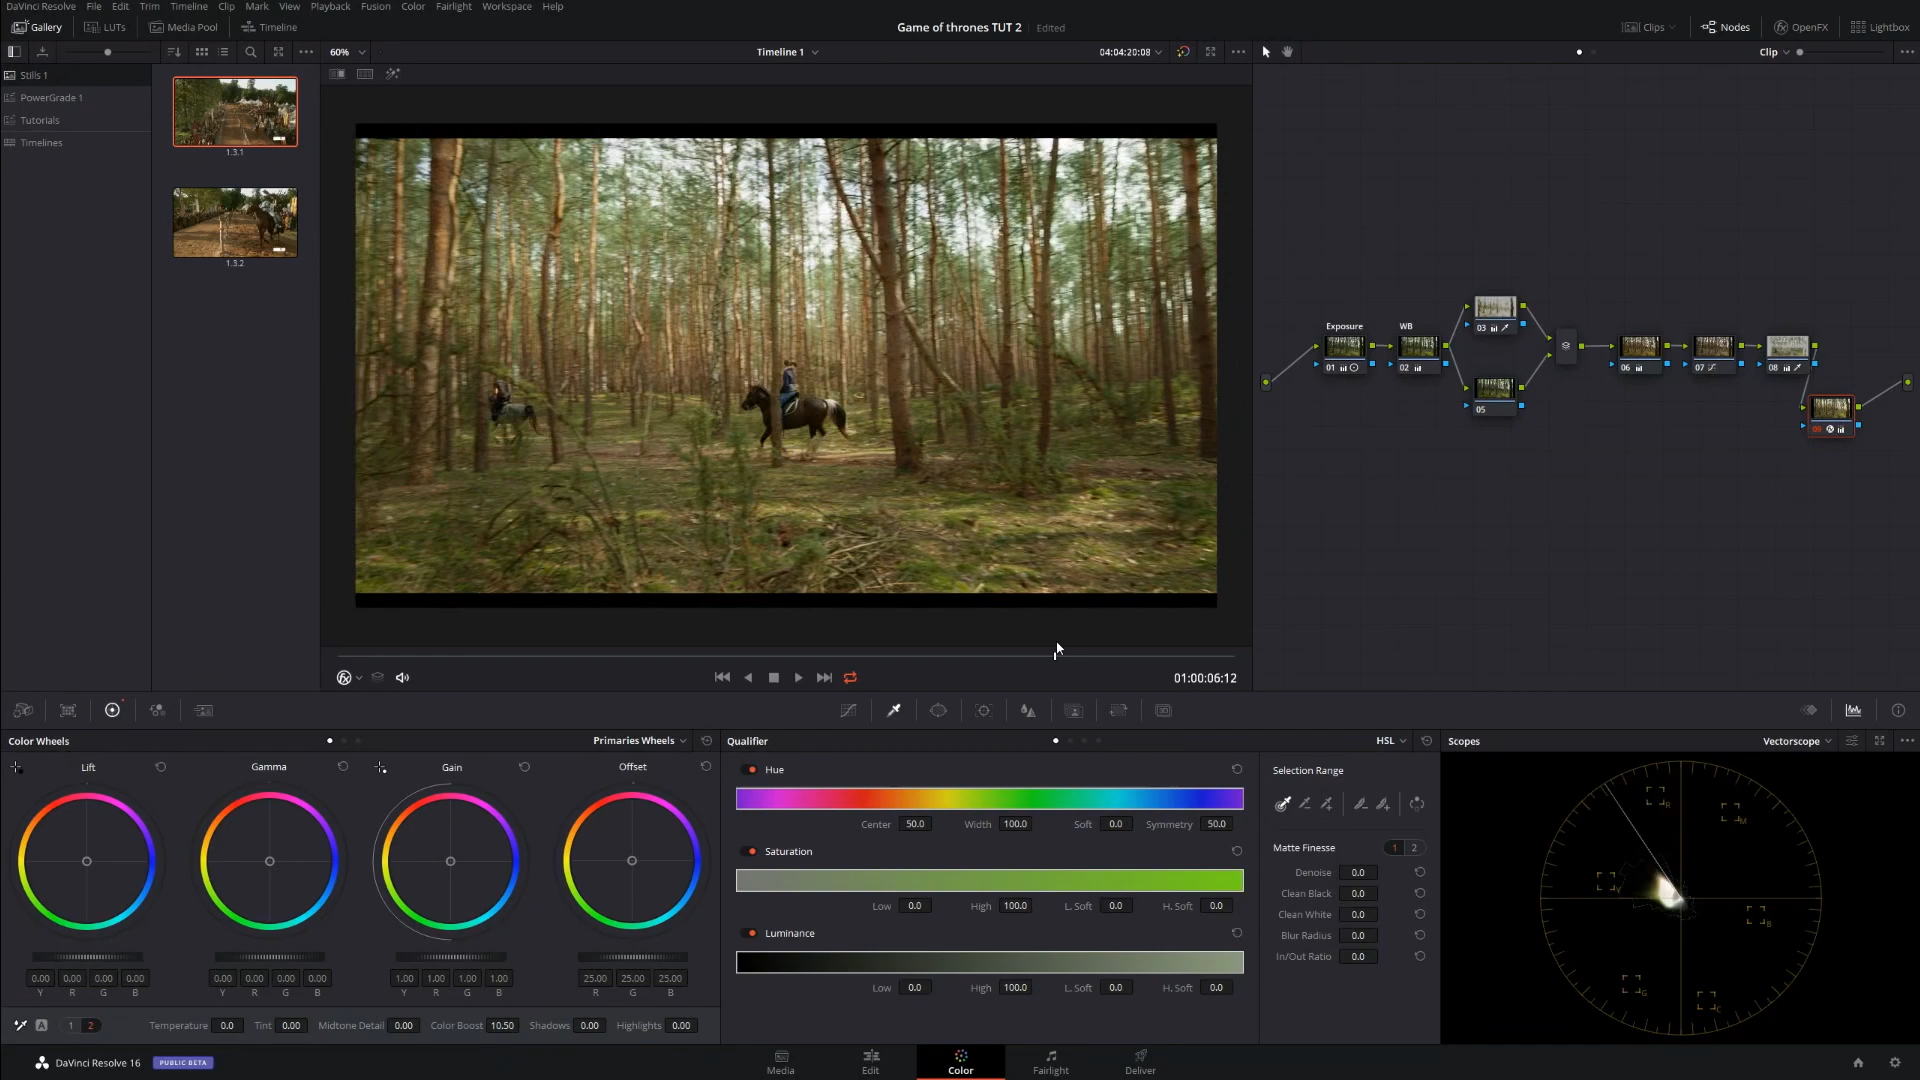 DaVinci Resolve File Edit Trim Timeline Clip Mark View Playback Fusion Color Fairlight Workspace Help
Gallery LUTs Media Pool Timeline Game of thrones TUT 2 Edited Clips Nodes OpenFX Lightbox
60% Timeline 1 04:04:20:08 Clip
Stills 1
PowerGrade 1
Tutorials
Timelines
1.3.1
1.3.2
Exposure WB
03
01 02 06 07 08
05
09
01:00:06:12
Color Wheels Primaries Wheels Qualifier HSL Scopes Vectorscope
Lift Gamma Gain Offset
Hue
Center 50.0 Width 100.0 Soft 0.0 Symmetry 50.0
Saturation
Low 0.0 High 100.0 L. Soft 0.0 H. Soft 0.0
Luminance
Low 0.0 High 100.0 L. Soft 0.0 H. Soft 0.0
Selection Range
Matte Finesse 1 2
Denoise 0.0
Clean Black 0.0
Clean White 0.0
Blur Radius 0.0
In/Out Ratio 0.0
R
M
Y
B
G
C
0.00 0.00 0.00 0.00 0.00 0.00 0.00 0.00 1.00 1.00 1.00 1.00 25.00 25.00 25.00
Y R G B Y R G B Y R G B R G B
A 1 2 Temperature 0.0 Tint 0.00 Midtone Detail 0.00 Color Boost 10.50 Shadows 0.00 Highlights 0.00
DaVinci Resolve 16 PUBLIC BETA
Media Edit Color Fairlight Deliver